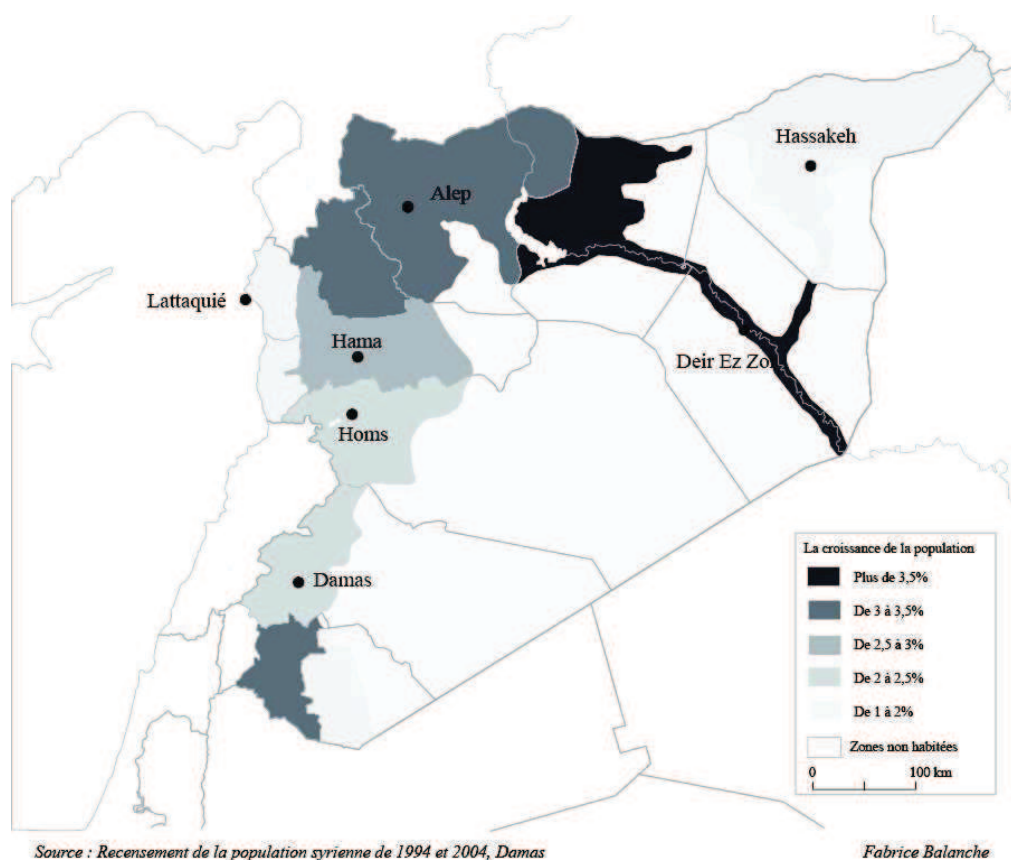 Hassakeh
Alep
Lattaquié
Hama
Deir Ez Zo
Homs
Damas
La croissance de la population
Plus de 3,5%
De 3 à 3,5%
De 2,5 à 3%
De 2 à 2,5%
De 1 à 2%
Zones non habitées
0 100 km
Source : Recensement de la population syrienne de 1994 et 2004, Damas
Fabrice Balanche